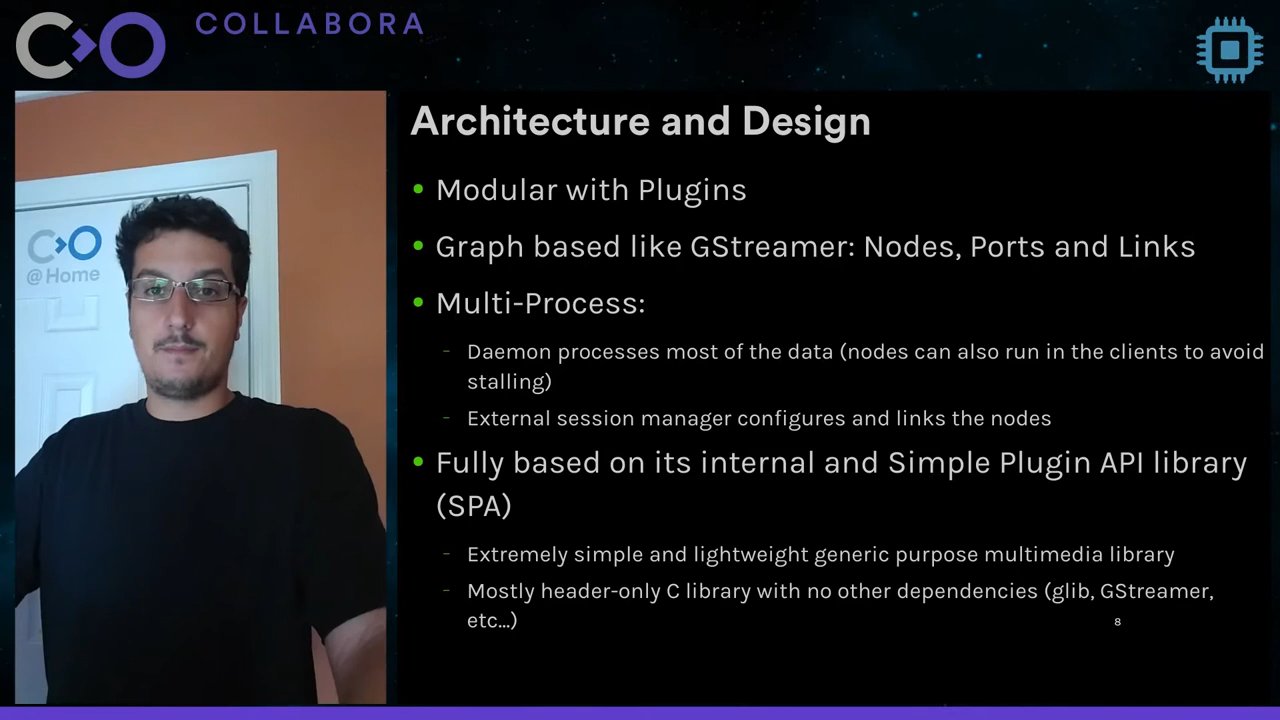 COLLABORA
@Home
Architecture and Design
Modular with Plugins
Graph based like GStreamer: Nodes, Ports and Links
Multi-Process:
Daemon processes most of the data (nodes can also run in the clients to avoid
stalling)
External session manager configures and links the nodes
Fully based on its internal and Simple Plugin API library
(SPA)
Extremely simple and lightweight generic purpose multimedia library
Mostly header-only C library with no other dependencies (glib, GStreamer,
etc…)
8